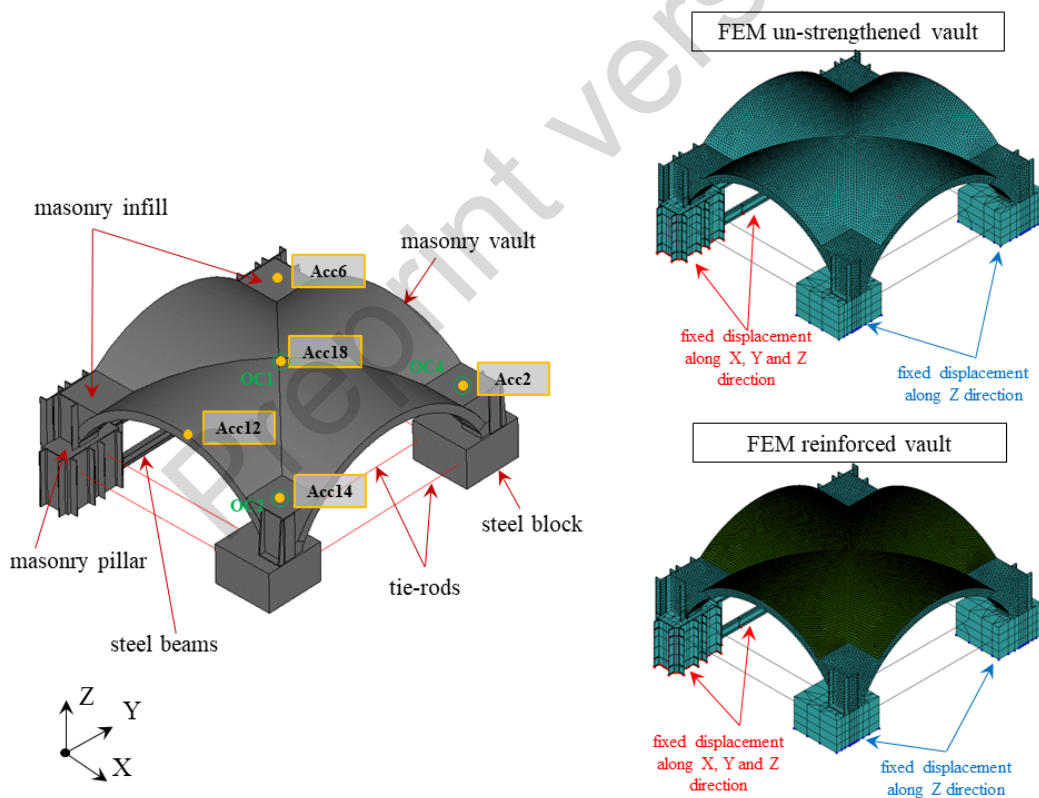 FEM un-strengthened vault
masonry infill
masonry vault
Acc6
Acc18
OC1
OC4
Acc2
Acc12
Acc14
OC2
steel block
masonry pillar
tie-rods
steel beams
Z
Y
X
fixed displacement
along X, Y and Z
direction
fixed displacement
along Z direction
FEM reinforced vault
fixed displacement
along X, Y and Z
direction
fixed displacement
along Z direction
Preprint vers